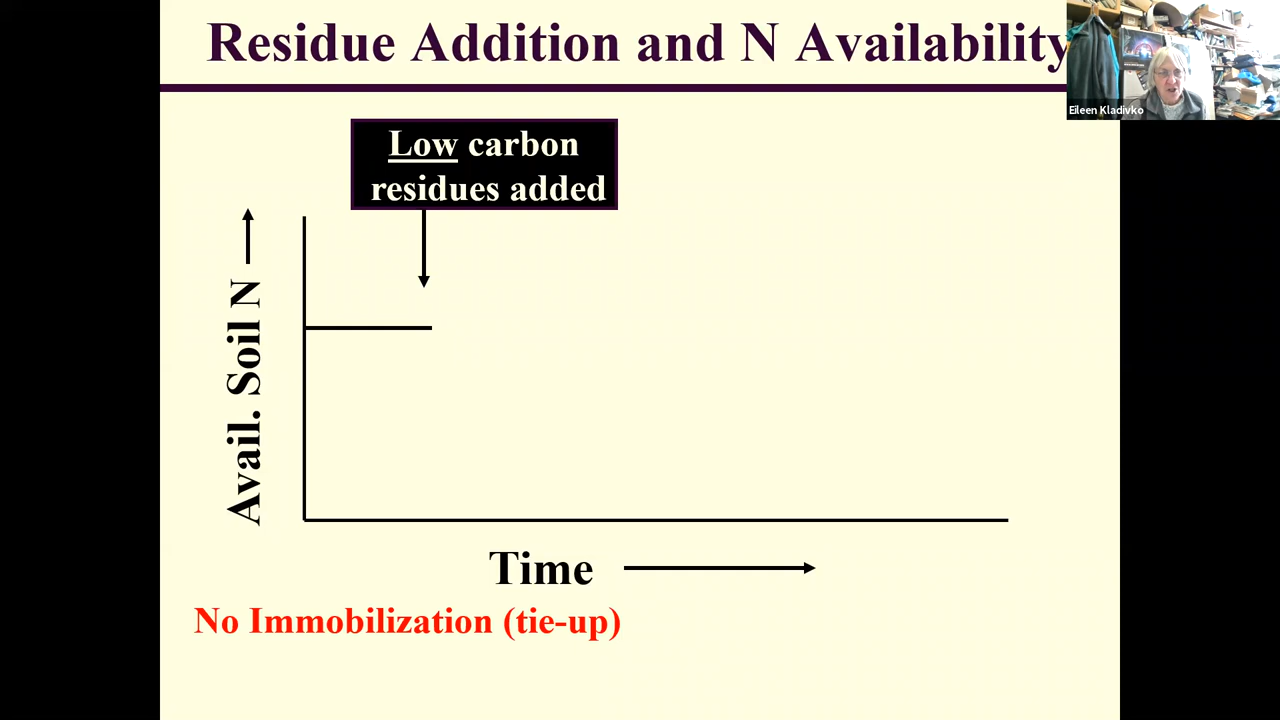 Residue Addition and N Availability
Eileen Kladivko
Low carbon
residues added
Avail. Soil N
Time
No Immobilization (tie-up)